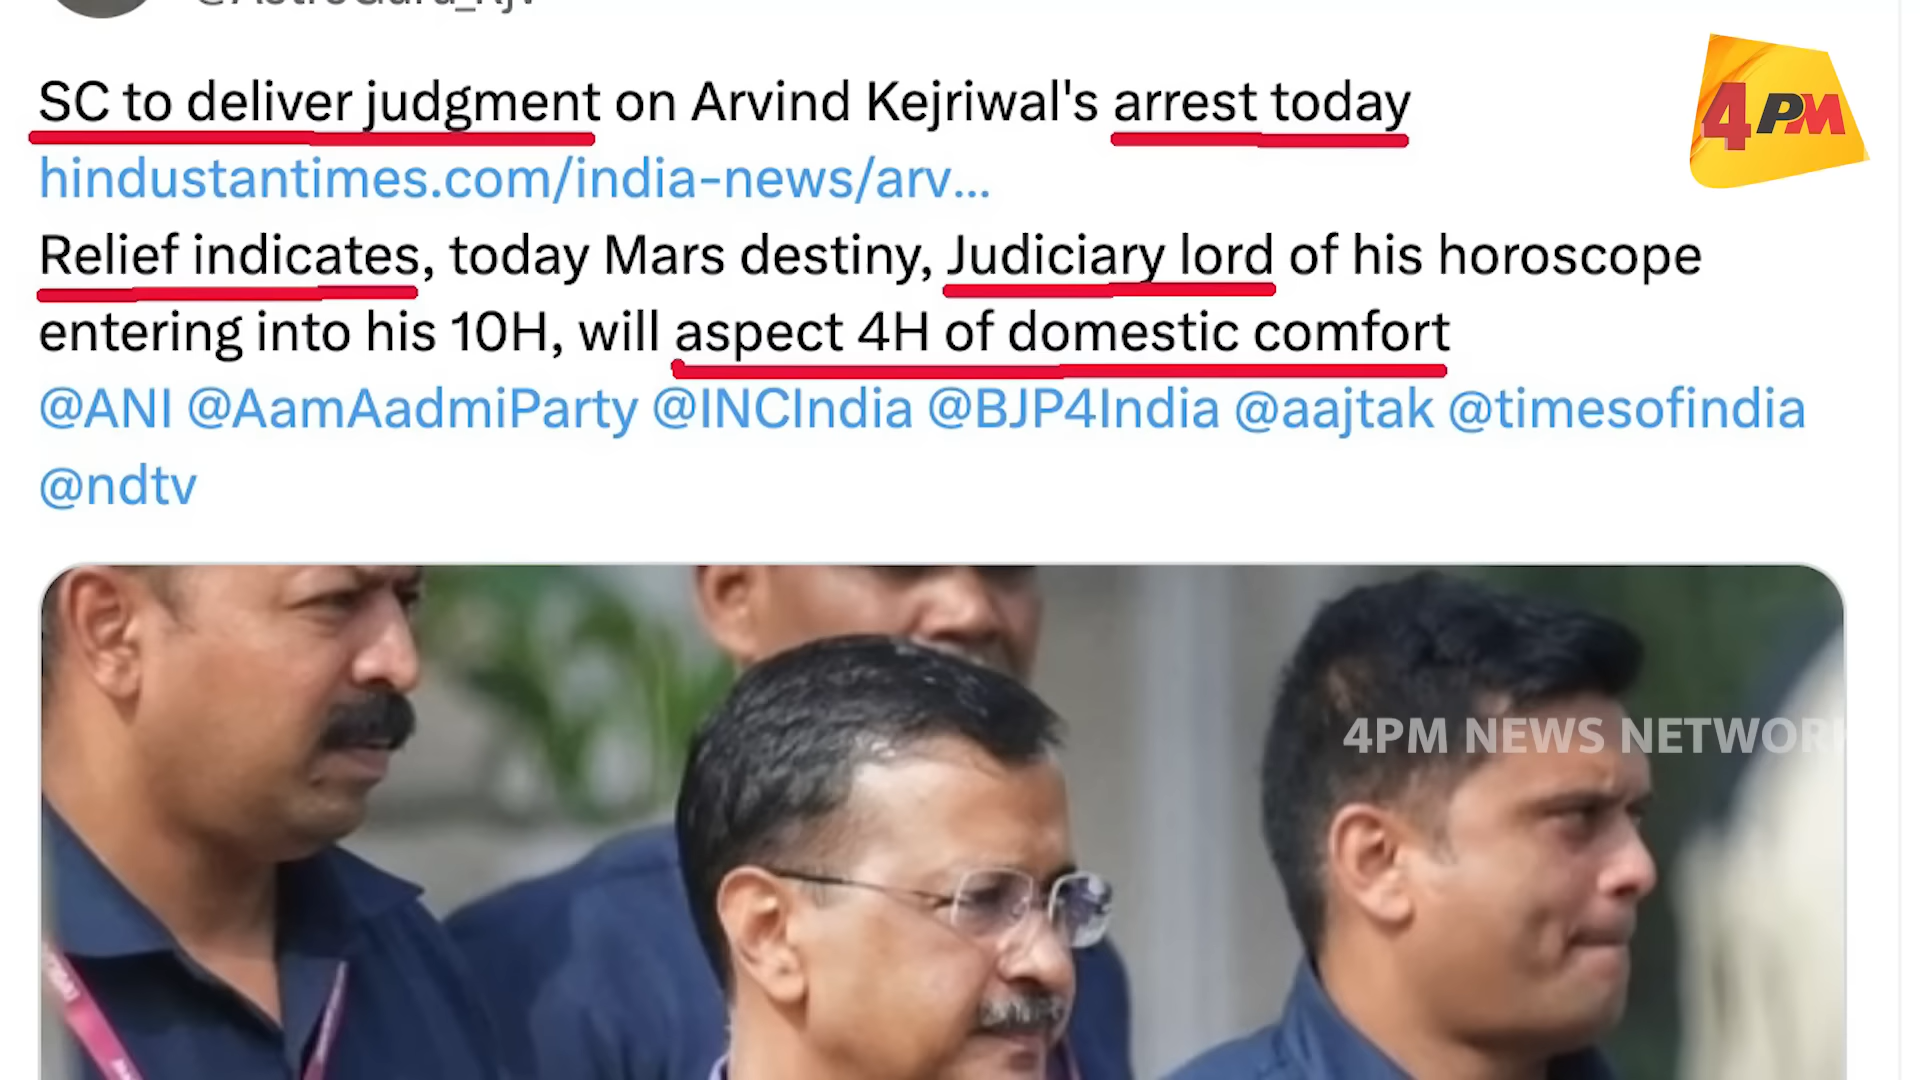 SC to deliver judgment on Arvind Kejriwal's arrest today
hindustantimes.com/india-news/arv...
Relief indicates, today Mars destiny, Judiciary lord of his horoscope
entering into his 10H, will aspect 4H of domestic comfort
@ANI @AamAadmiParty @INCIndia @BJP4India @aajtak @timesofindia
@ndtv
4PM
4PM NEWS NETWOR